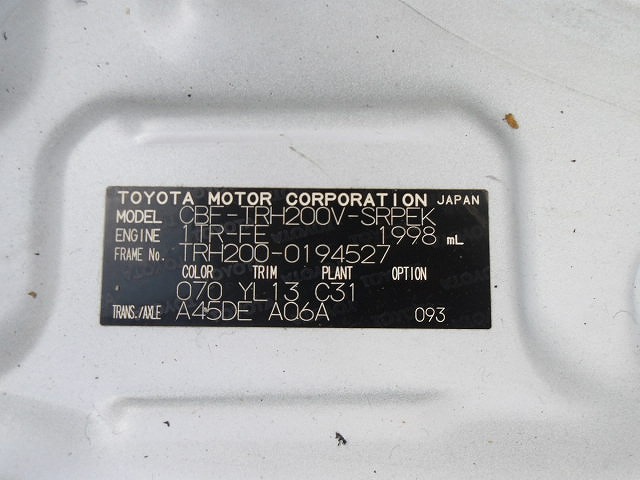 TOYOTA MOTOR CORPORATION JAPAN
MODEL CBF-TRH200V-SRPEK
ENGINE 1TR-FE 1998 mL
FRAME No. TRH200-0194527
COLOR TRIM PLANT OPTION
070 YL13 C31
TRANS./AXLE A45DE A06A 093